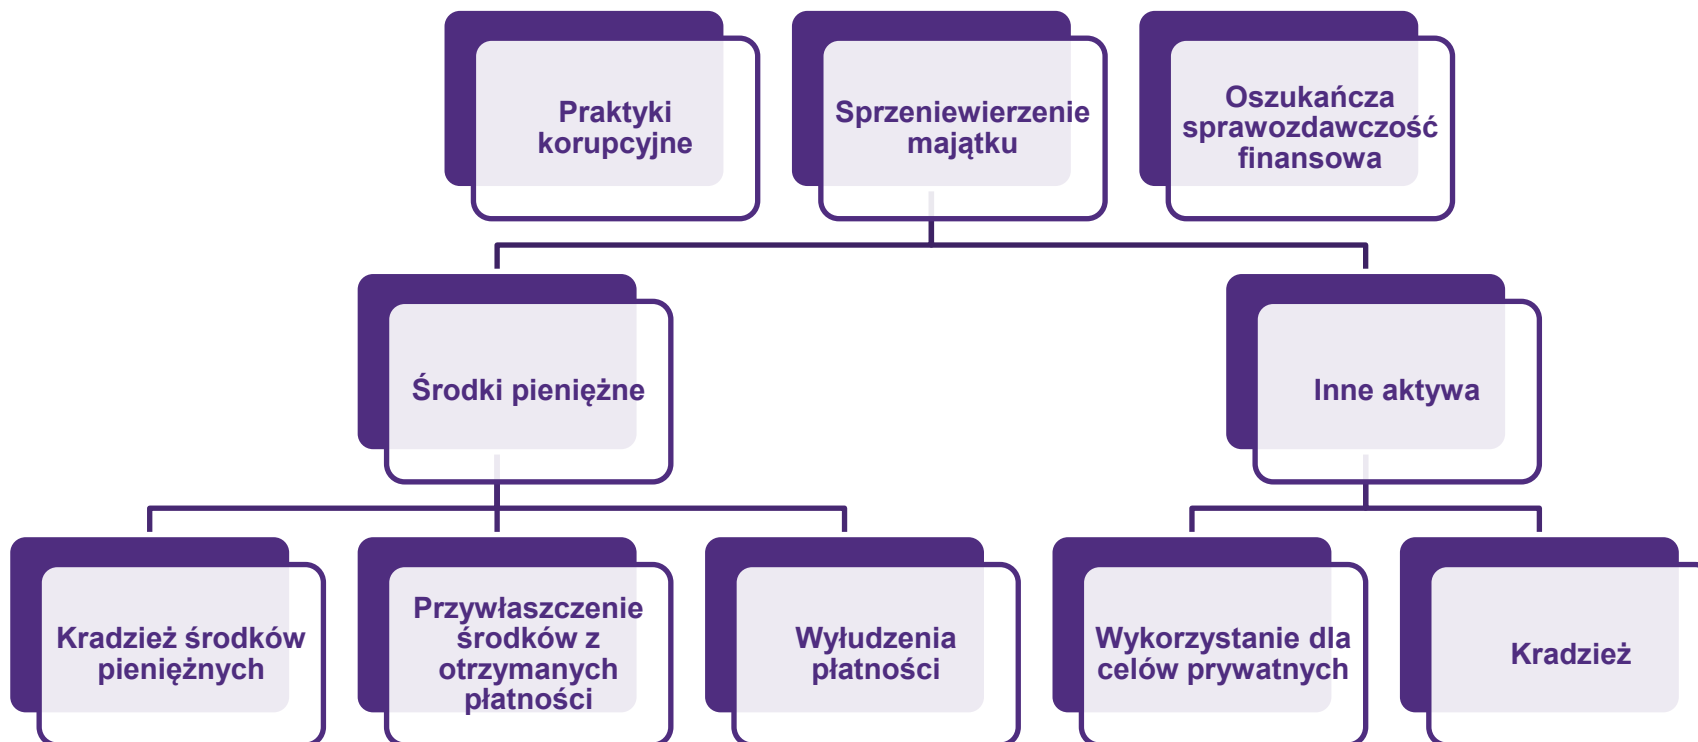 Praktyki
korupcyjne
Sprzeniewierzenie
majątku
Oszukańcza
sprawozdawczość
finansowa
Środki pieniężne
Inne aktywa
Kradzież środków
pieniężnych
Przywłaszczenie
środków z
otrzymanych
płatności
Wyłudzenia
płatności
Wykorzystanie dla
celów prywatnych
Kradzież